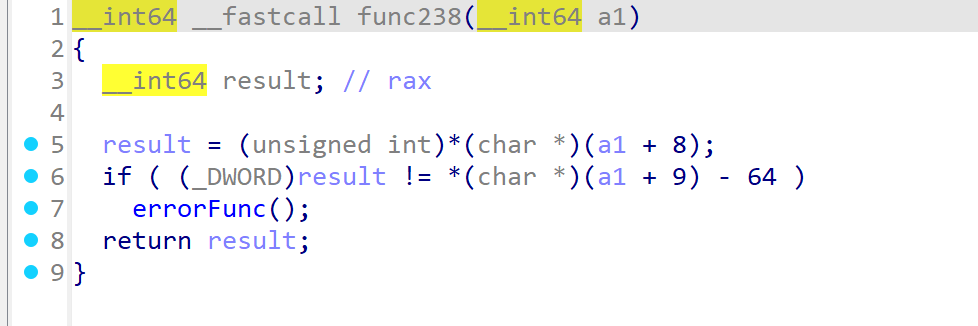 1 __int64 __fastcall func238(__int64 a1)
2 {
3   __int64 result; // rax
4
5   result = (unsigned int)*(char *)(a1 + 8);
6   if ( (_DWORD)result != *(char *)(a1 + 9) - 64 )
7     errorFunc();
8   return result;
9 }